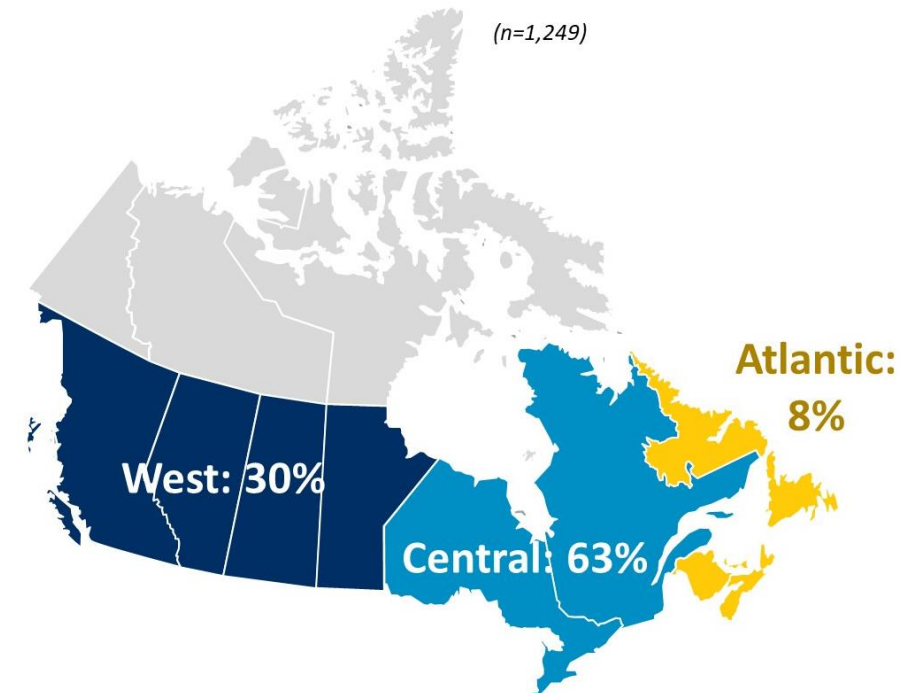 (n=1,249)
Atlantic:
8%
West: 30%
Central: 63%